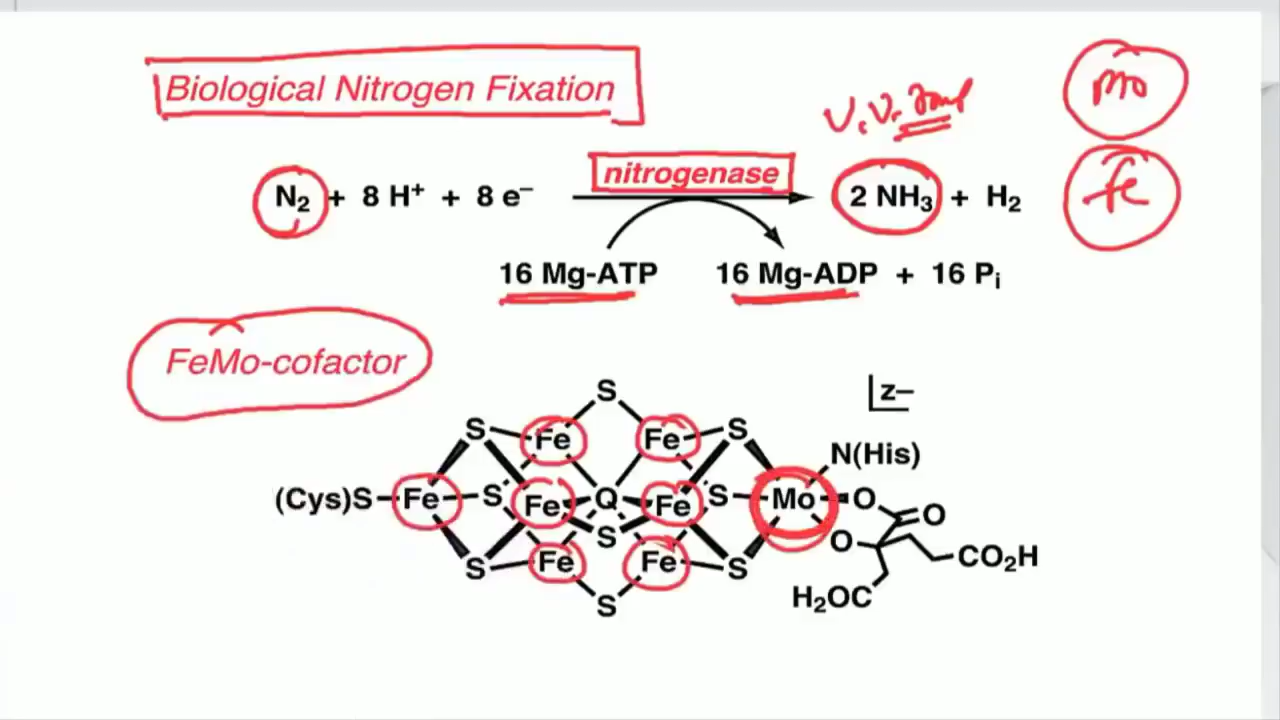 Biological Nitrogen Fixation
Mo
N₂ + 8 H⁺ + 8 e⁻ nitrogenase 2 NH₃ + H₂
Fe
16 Mg-ATP 16 Mg-ADP + 16 Pᵢ
FeMo-cofactor
S z–
S Fe Fe S N(His)
(Cys)S Fe S Fe Q Fe S Mo O O
S O
S Fe Fe S CO₂H
S H₂OC